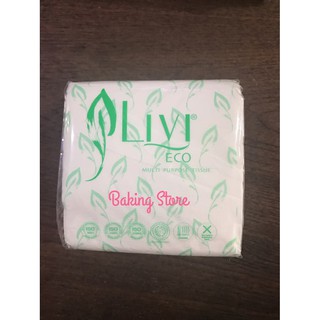 Livi
ECO
MULTI PURPOSE TISSUE
Baking Store